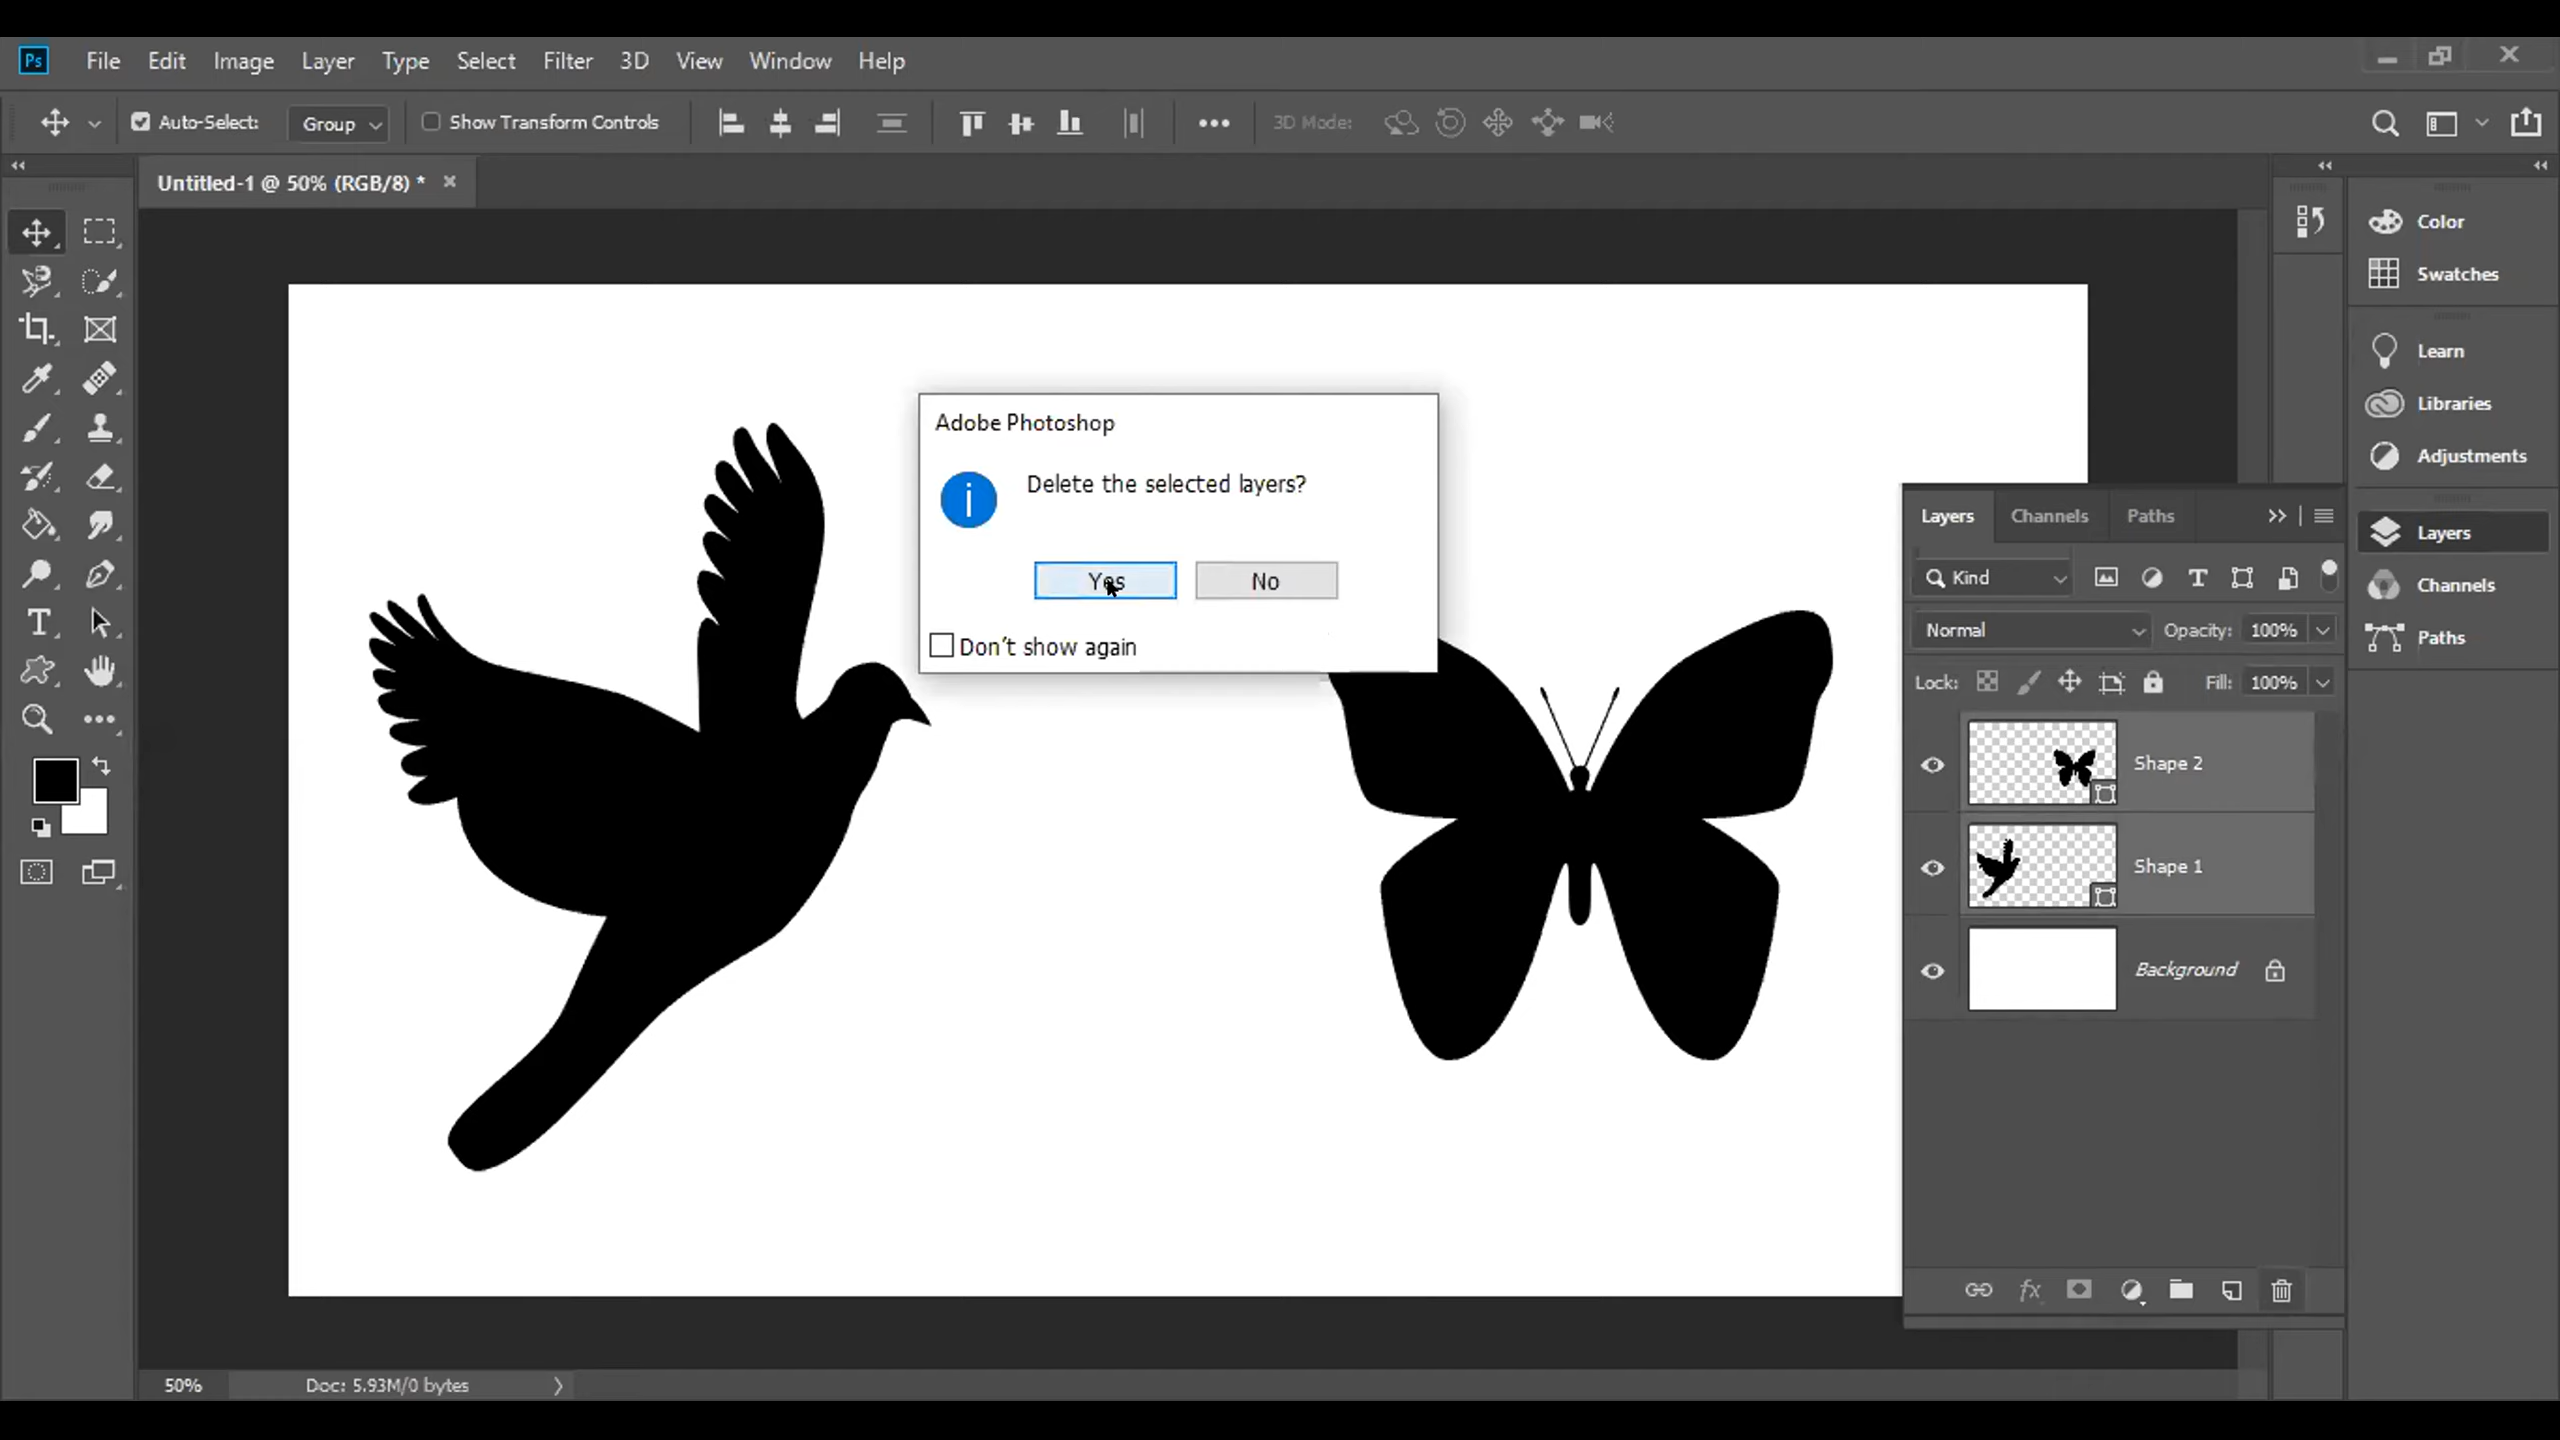 Ps File Edit Image Layer Type Select Filter 3D View Window Help
Auto-Select: Group Show Transform Controls 3D Mode:
Untitled-1 @ 50% (RGB/8) *
Color
Swatches
Learn
Libraries
Adjustments
Layers
Channels
Paths
Adobe Photoshop
Delete the selected layers?
Yes No
Don't show again
Layers Channels Paths
Kind
Normal Opacity: 100%
Lock: Fill: 100%
Shape 2
Shape 1
Background
fx
50% Doc: 5.93M/0 bytes